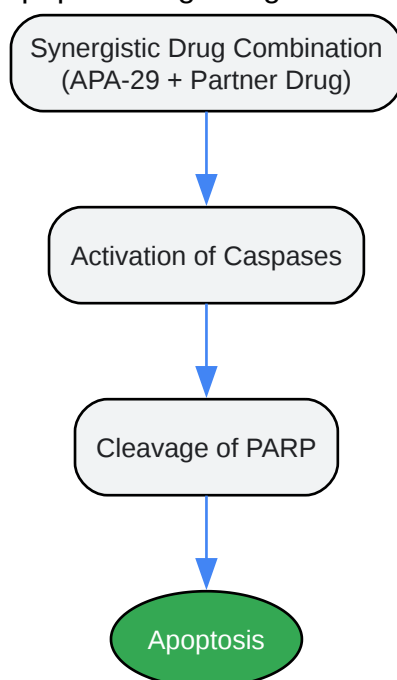 Synergistic Drug Combination
(APA-29 + Partner Drug)
Activation of Caspases
Cleavage of PARP
Apoptosis